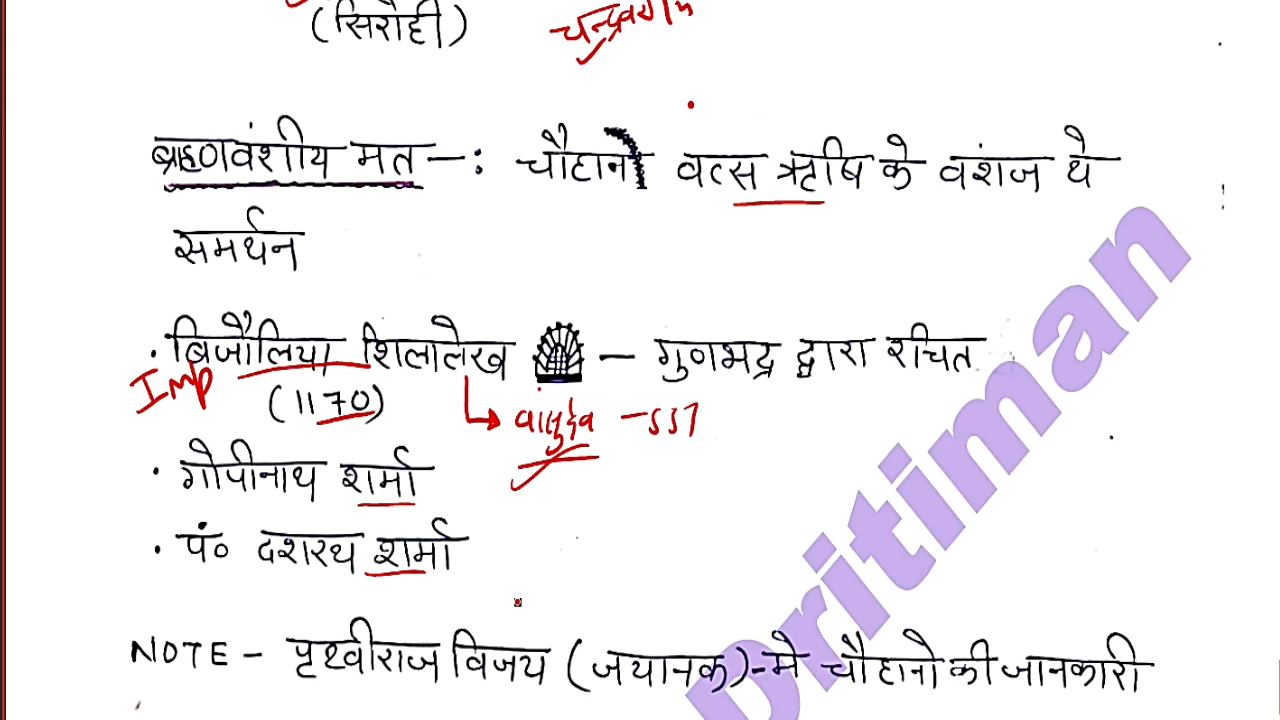 (सिरोही)
ब्राह्मणवंशीय मत -: चौहानो वत्स ऋषि के वंशज थे
समर्थन
· बिजौलिया शिलालेख - गुणभद्र द्वारा रचित
Imp (1170) → वासुदेव - 551
· गोपीनाथ शर्मा
· पं० दशरथ शर्मा
NOTE - पृथ्वीराज विजय (जयानक)-मे चौहानो की जानकारी
Dritiman